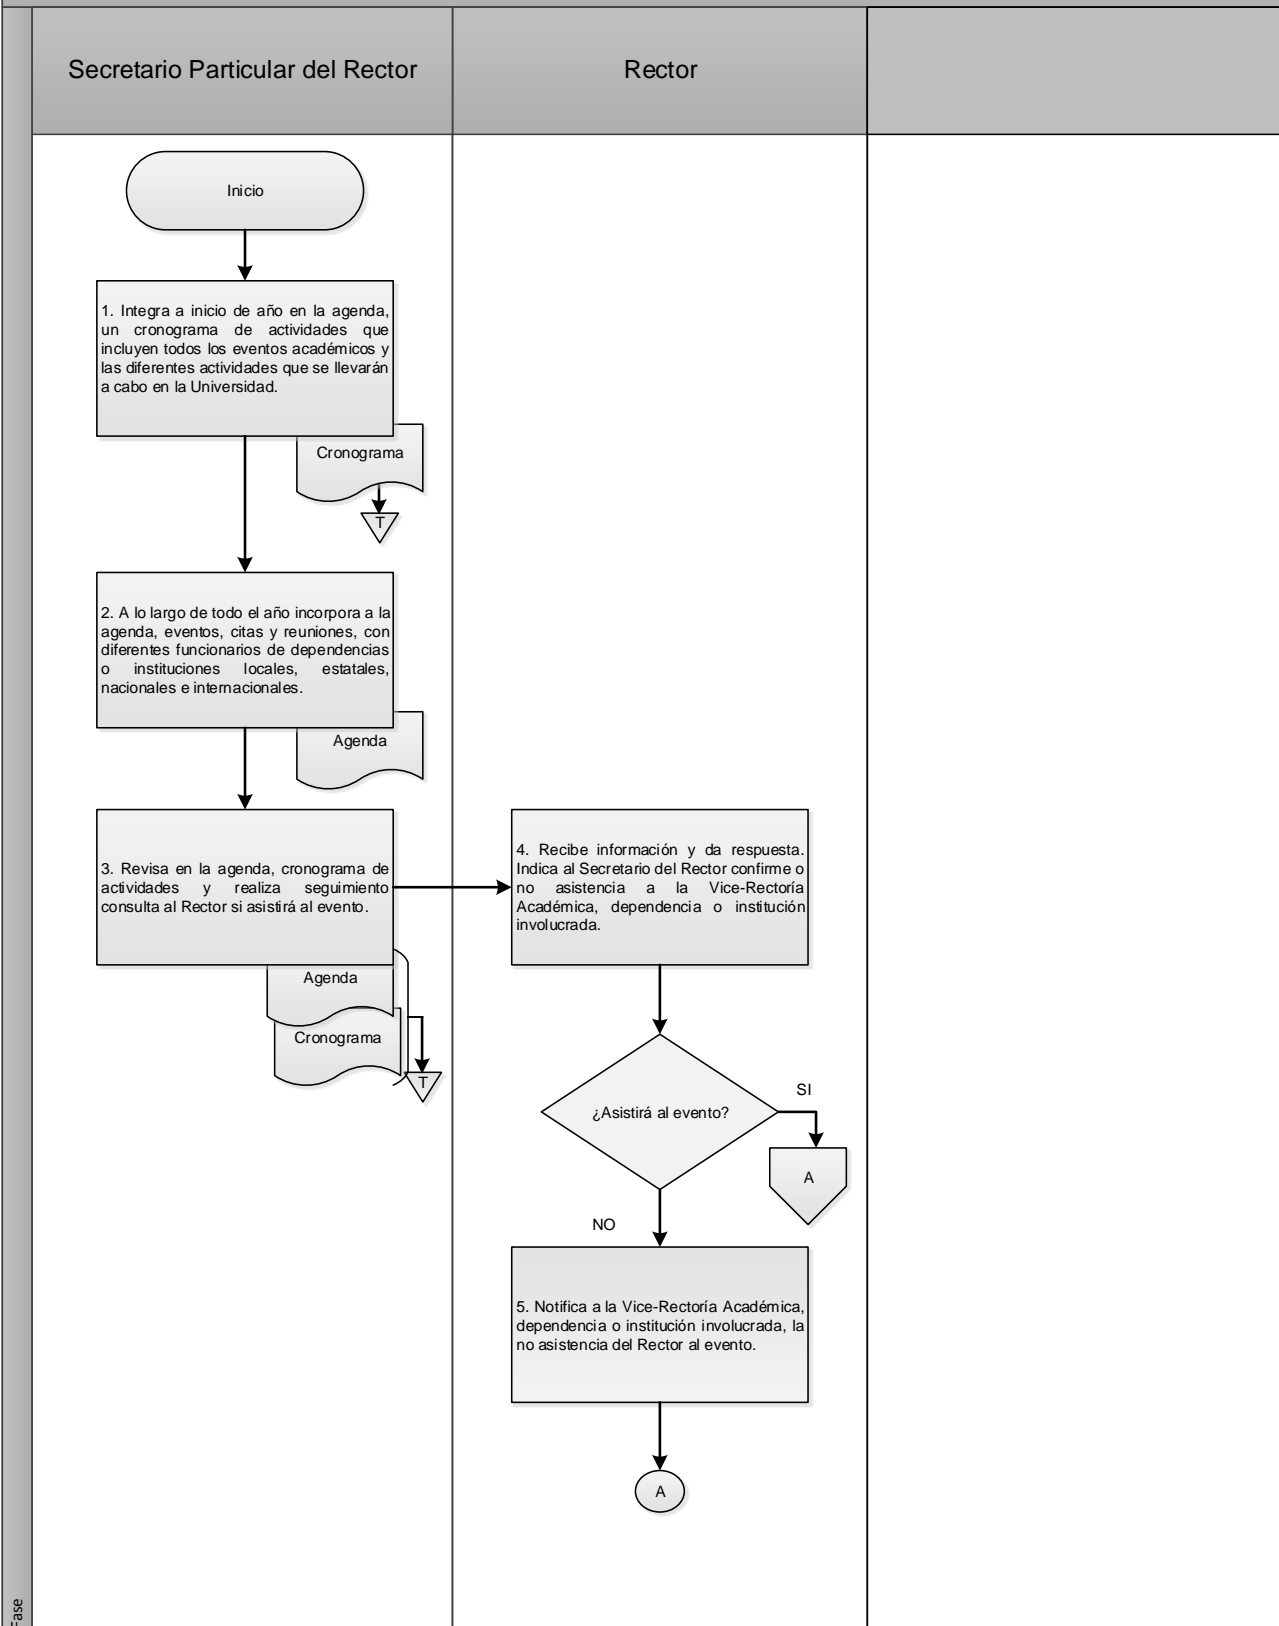 Secretario Particular del Rector
Rector
Inicio
1. Integra a inicio de año en la agenda,
un cronograma de actividades que
incluyen todos los eventos académicos y
las diferentes actividades que se llevarán
a cabo en la Universidad.
Cronograma
T
2. A lo largo de todo el año incorpora a la
agenda, eventos, citas y reuniones, con
diferentes funcionarios de dependencias
o instituciones locales, estatales,
nacionales e internacionales.
Agenda
3. Revisa en la agenda, cronograma de
actividades y realiza seguimiento
consulta al Rector si asistirá al evento.
Agenda
Cronograma
T
4. Recibe información y da respuesta.
Indica al Secretario del Rector confirme o
no asistencia a la Vice-Rectoría
Académica, dependencia o institución
involucrada.
¿Asistirá al evento?
SI
A
NO
5. Notifica a la Vice-Rectoría Académica,
dependencia o institución involucrada, la
no asistencia del Rector al evento.
A
Fase